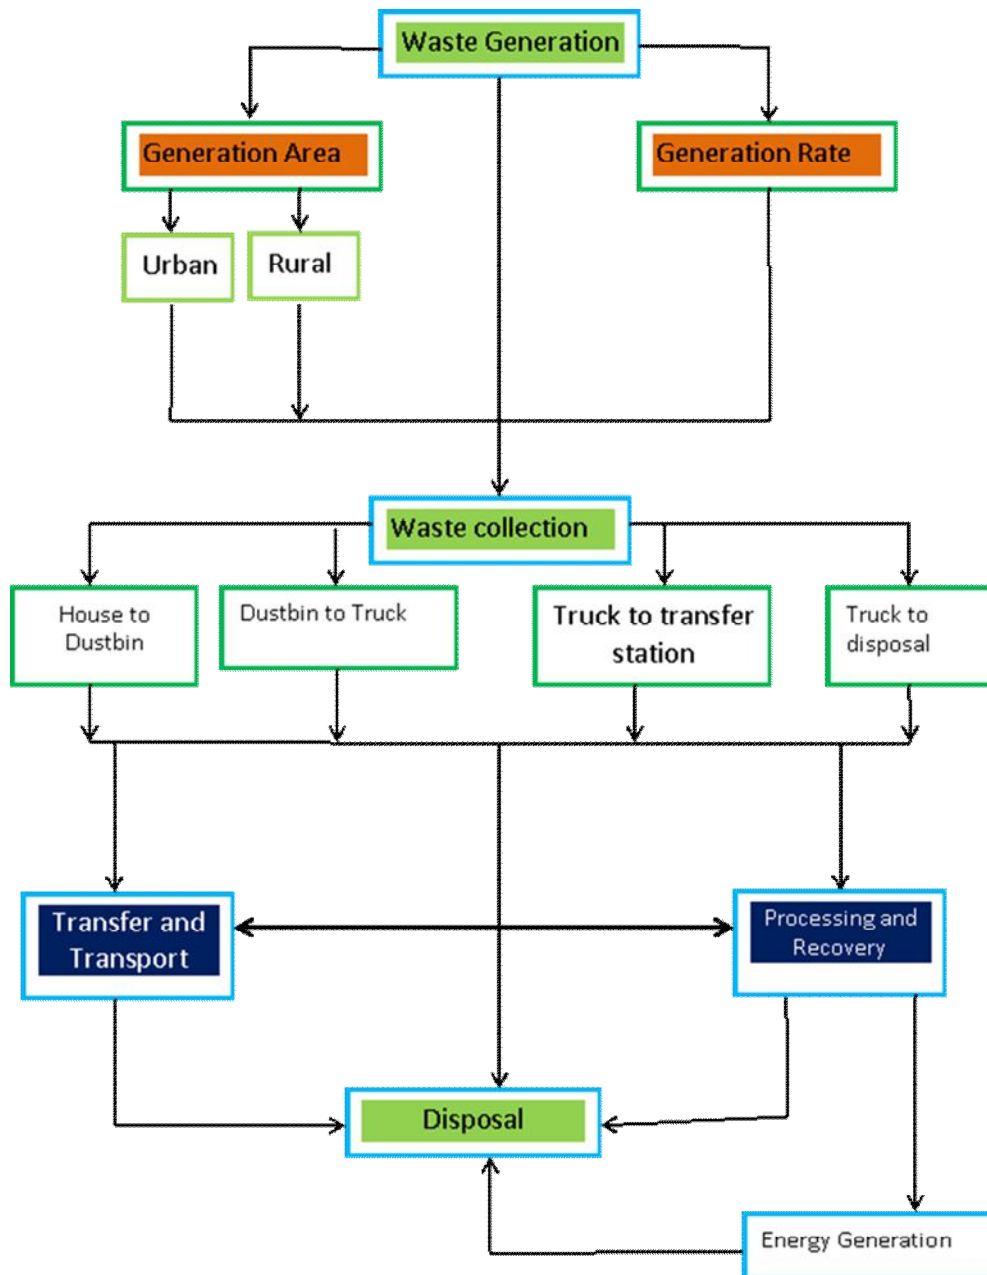 Waste Generation
Generation Area
Generation Rate
Urban
Rural
Waste collection
House to
Dustbin
Dustbin to Truck
Truck to transfer
station
Truck to
disposal
Transfer and
Transport
Processing and
Recovery
Disposal
Energy Generation